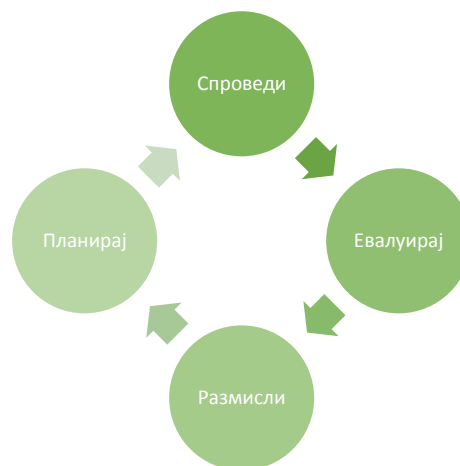 Спроведи
Планирај
Евалуирај
Размисли